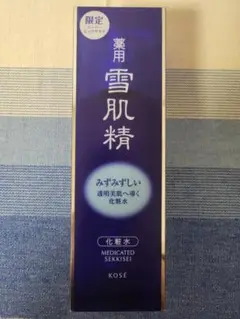 限定
薬用
雪肌精
みずみずしい
透明美肌へ導く
化粧水
化粧水
MEDICATED
SEKKISEI
KOSÉ